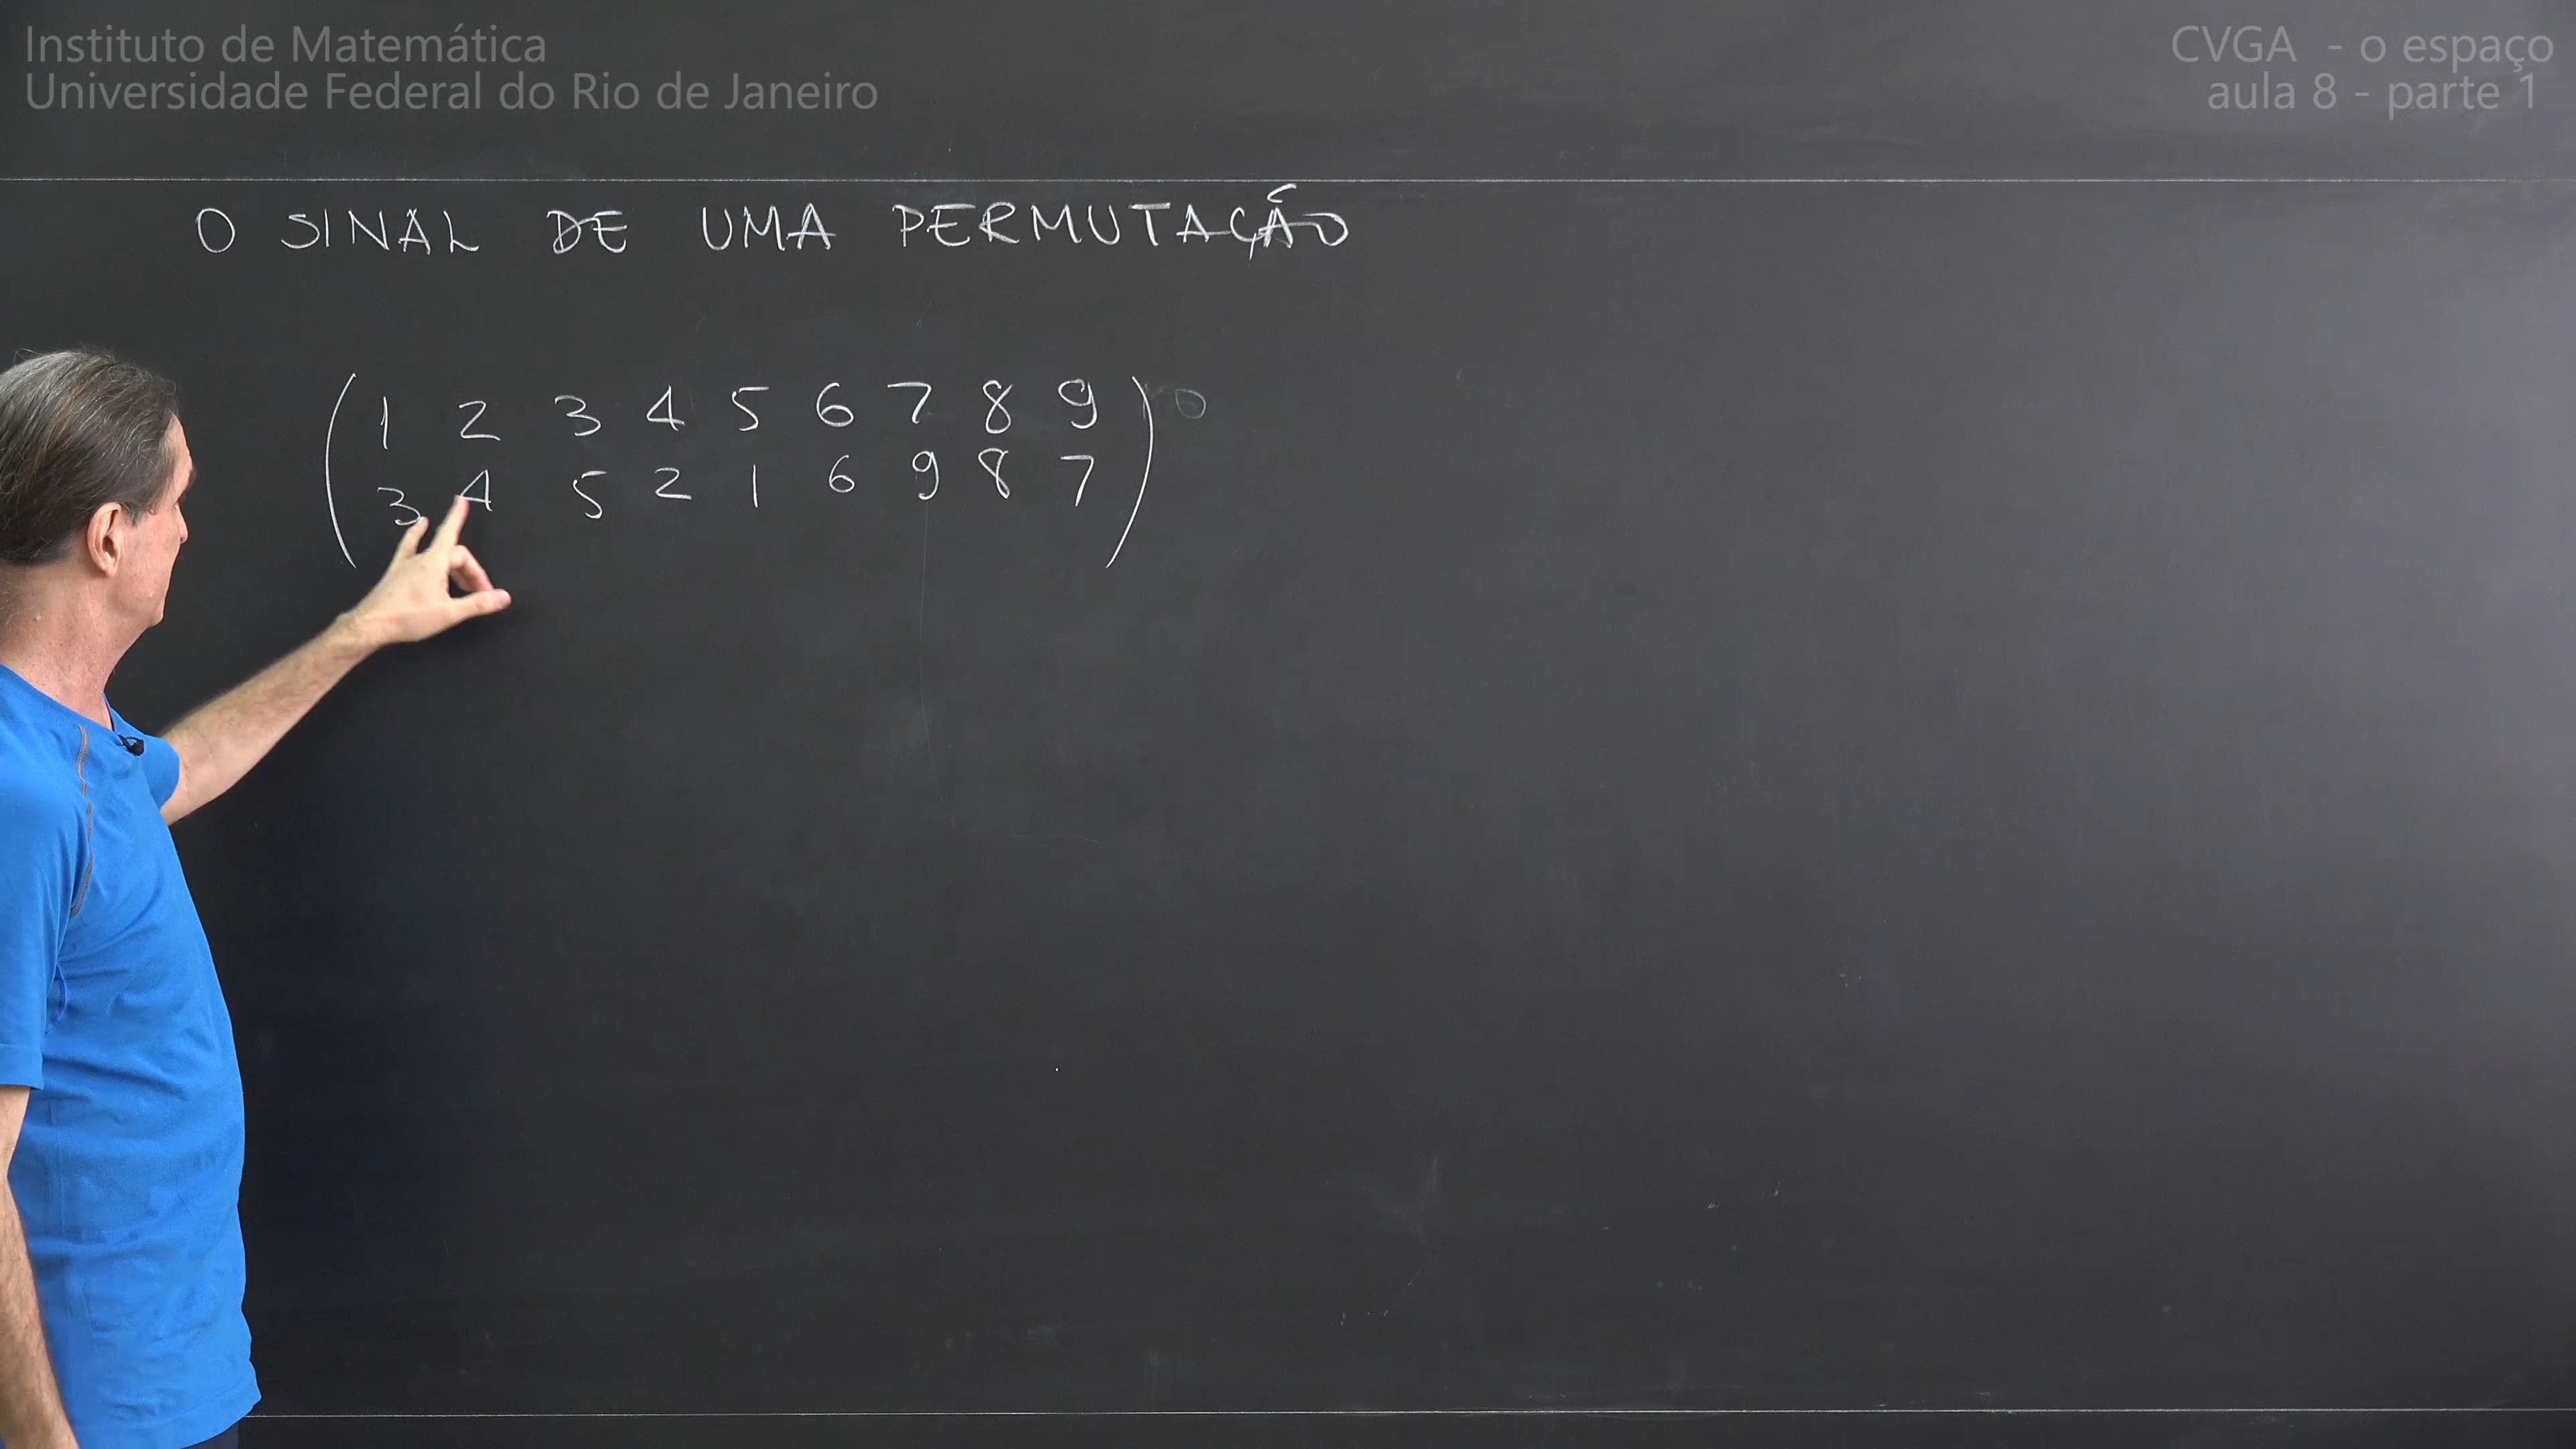 Instituto de Matemática
Universidade Federal do Rio de Janeiro
CVGA - o espaço
aula 8 - parte 1
O SINAL DE UMA PERMUTAÇÃO
( 1 2 3 4 5 6 7 8 9 )
3 4 5 2 1 6 9 8 7